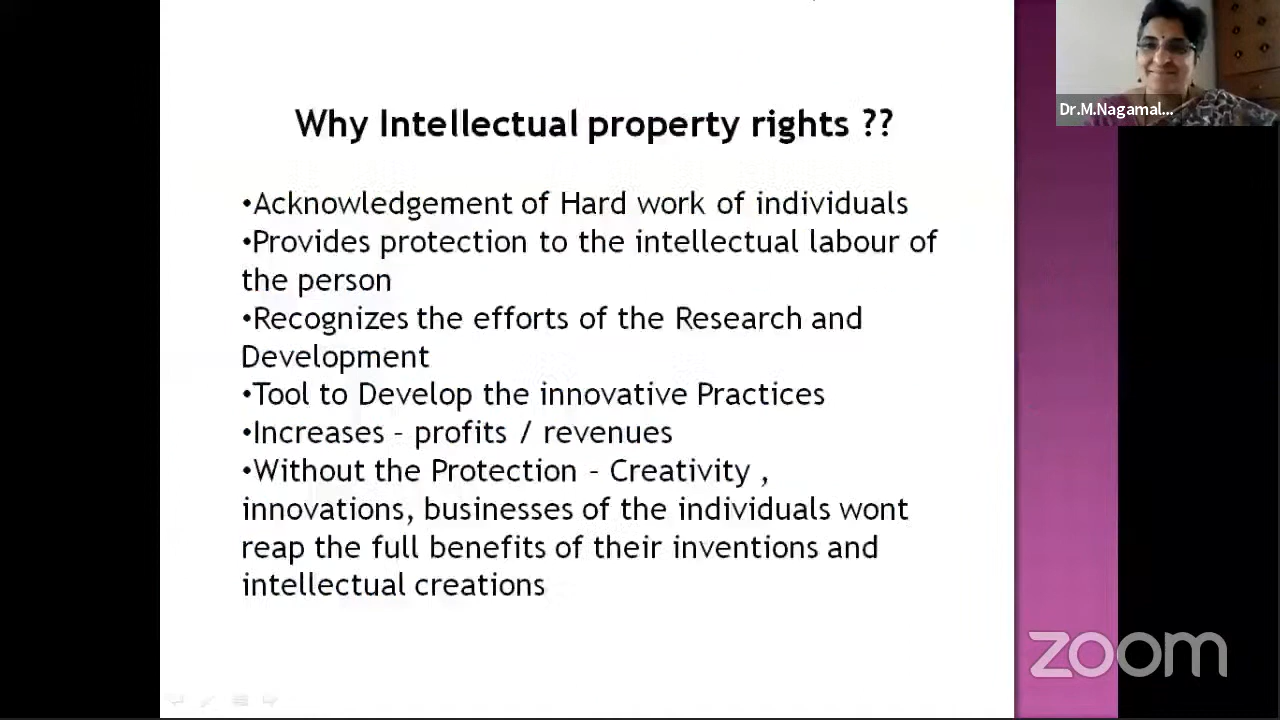 Why Intellectual property rights ??
•Acknowledgement of Hard work of individuals
•Provides protection to the intellectual labour of
the person
•Recognizes the efforts of the Research and
Development
•Tool to Develop the innovative Practices
•Increases – profits / revenues
•Without the Protection – Creativity ,
innovations, businesses of the individuals wont
reap the full benefits of their inventions and
intellectual creations
Dr.M.Nagamal...
zoom